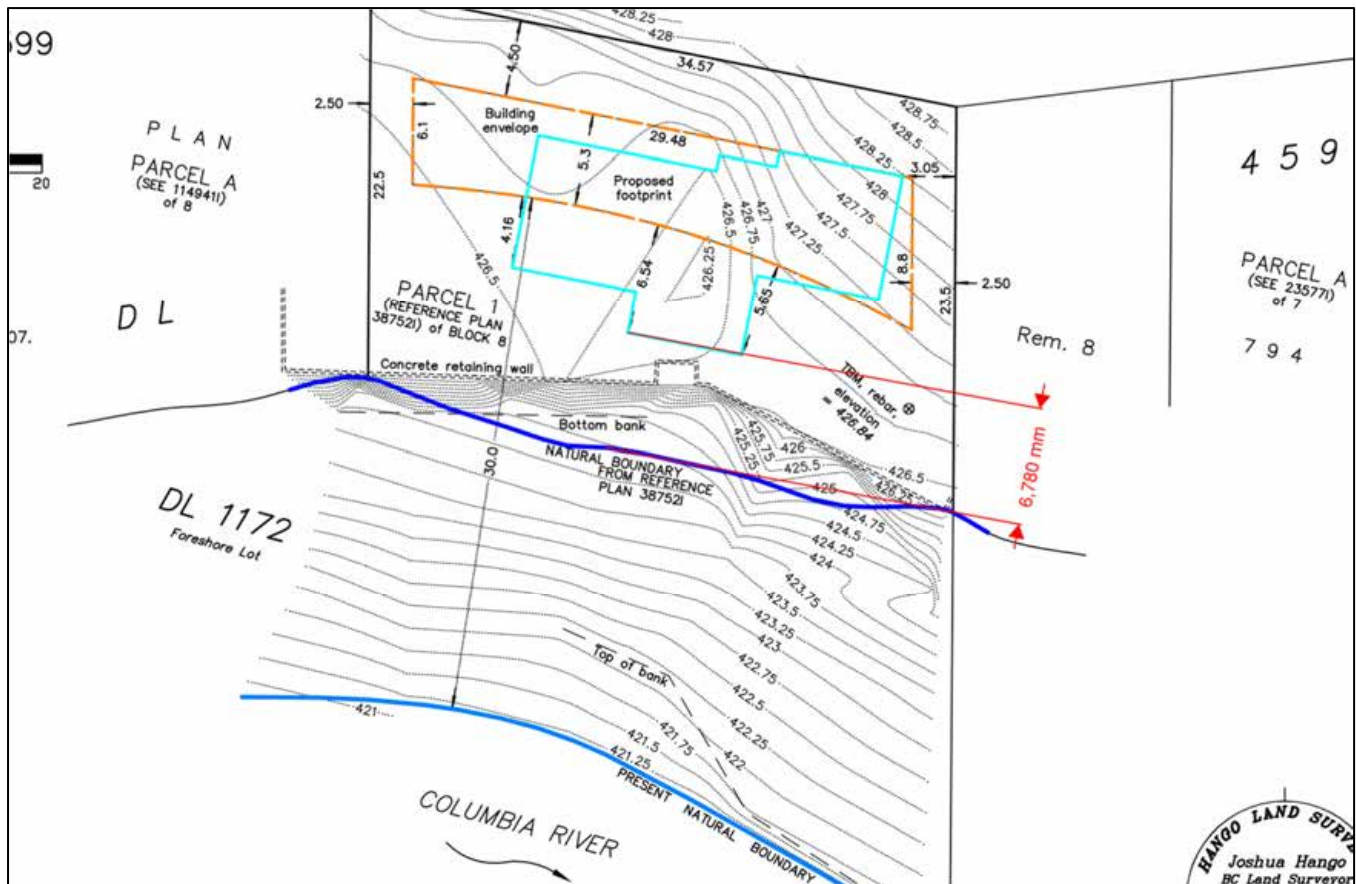 599
428.25
428
4.50
34.57
2.50
Building
envelope
6.1
29.48
5.3
428.75
428.5
428.25
3.05
428
427.75
427.5
427.25
P L A N
PARCEL A
(SEE 114941I)
of 8
20
22.5
Proposed
footprint
427
426.75
426.5
426.25
4 5 9
4.16
6.54
5.65
8.8
23.5
2.50
426.5
PARCEL 1
(REFERENCE PLAN
38752I) of BLOCK 8
PARCEL A
(SEE 23577I)
of 7
D L
07.
Rem. 8
7 9 4
Concrete retaining wall
TBM, rebar,
elevation
= 426.84
Bottom bank
30.0
NATURAL BOUNDARY
FROM REFERENCE
PLAN 38752I
425.75
425.25
426
425.5
425
426.5
426.25
6,780 mm
424.75
424.5
424.25
424
DL 1172
Foreshore Lot
423.75
423.5
423.25
423
422.75
422.5
422.25
Top of bank
421
421.25
421.5
421.75
422
PRESENT NATURAL BOUNDARY
COLUMBIA RIVER
HANGO LAND SURVE
Joshua Hango
BC Land Surveyor